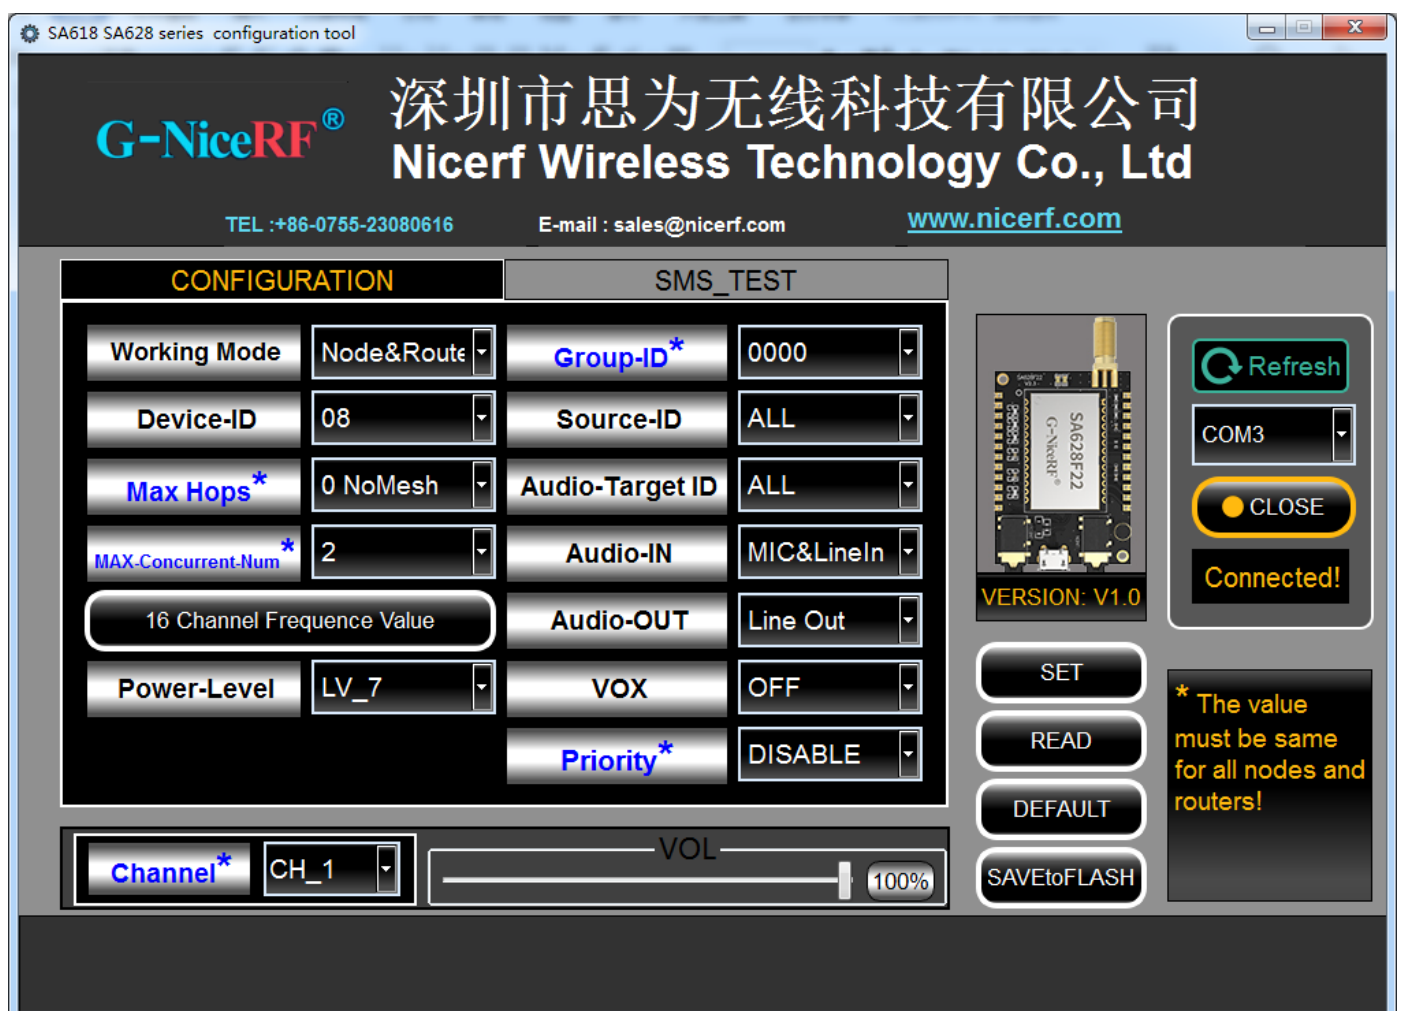 SA618 SA628 series configuration tool
G-NiceRF®
深圳市思为无线科技有限公司
Nicerf Wireless Technology Co., Ltd
TEL :+86-0755-23080616
E-mail : sales@nicerf.com
www.nicerf.com
CONFIGURATION
SMS_TEST
Working Mode
Node&Route
Group-ID*
0000
Device-ID
08
Source-ID
ALL
Max Hops*
0 NoMesh
Audio-Target ID
ALL
MAX-Concurrent-Num*
2
Audio-IN
MIC&LineIn
16 Channel Frequence Value
Audio-OUT
Line Out
Power-Level
LV_7
VOX
OFF
Priority*
DISABLE
Channel*
CH_1
VOL
100%
SA628F22
G-NiceRF®
VERSION: V1.0
SET
READ
DEFAULT
SAVEtoFLASH
Refresh
COM3
CLOSE
Connected!
* The value
must be same
for all nodes and
routers!